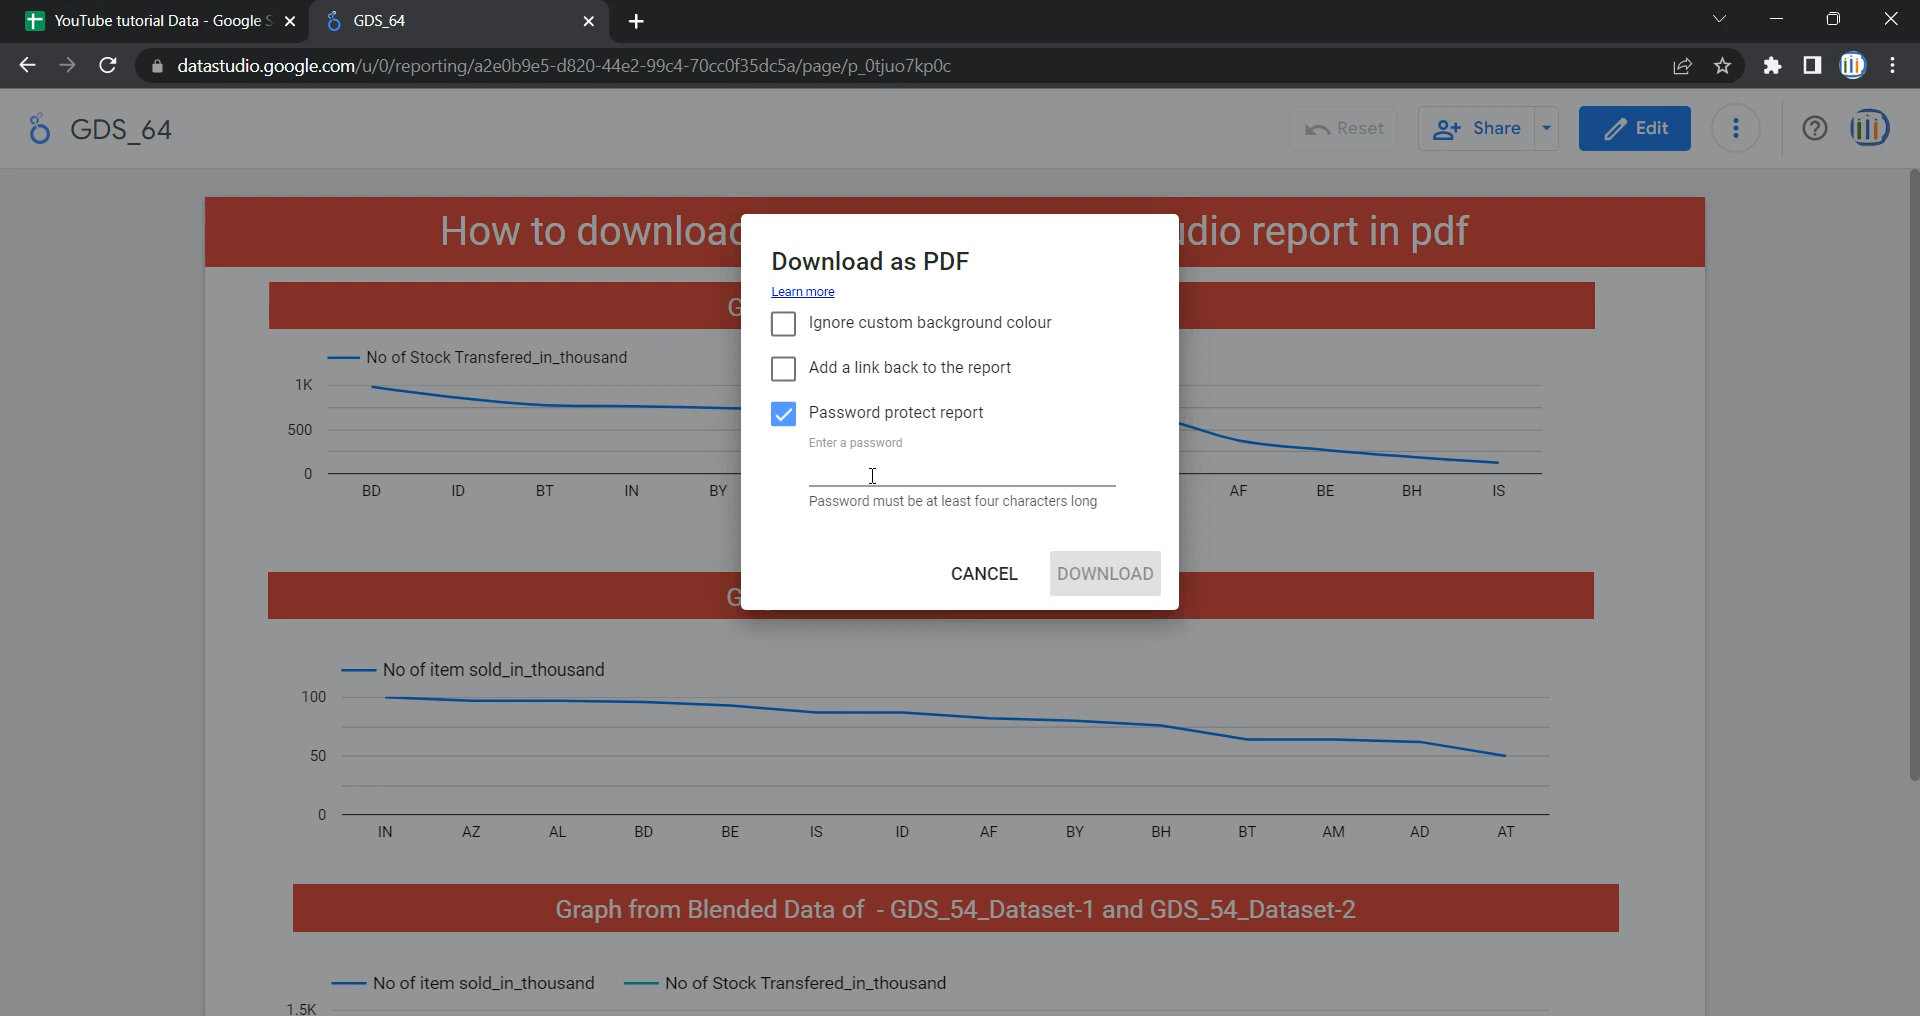 YouTube tutorial Data - Google S
GDS_64
datastudio.google.com/u/0/reporting/a2e0b9e5-d820-44e2-99c4-70cc0f35dc5a/page/p_0tjuo7kp0c
GDS_64
Reset
Share
Edit
How to download
dio report in pdf
Download as PDF
Learn more
Ignore custom background colour
Add a link back to the report
Password protect report
Enter a password
Password must be at least four characters long
CANCEL
DOWNLOAD
G
No of Stock Transfered_in_thousand
1K
500
0
BD ID BT IN BY AF BE BH IS
G
No of item sold_in_thousand
100
50
0
IN AZ AL BD BE IS ID AF BY BH BT AM AD AT
Graph from Blended Data of - GDS_54_Dataset-1 and GDS_54_Dataset-2
No of item sold_in_thousand No of Stock Transfered_in_thousand
1.5K